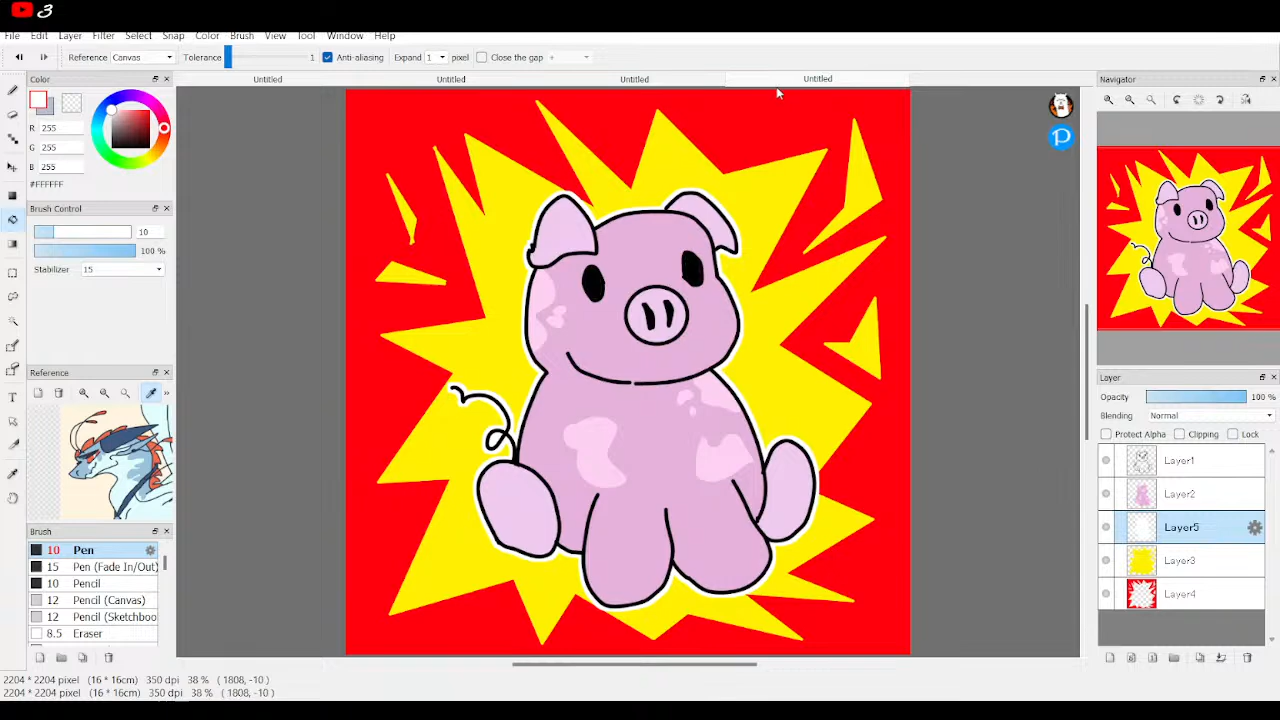 3
File Edit Layer Filter Select Snap Color Brush View Tool Window Help
Reference Canvas Tolerance 1 Anti-aliasing Expand 1 pixel Close the gap +
Color Untitled Untitled Untitled Untitled Navigator
R 255
G 255
B 255
#FFFFFF
Brush Control
10
100 %
Stabilizer 15
Reference
Layer
Opacity 100 %
Blending Normal
Protect Alpha Clipping Lock
Layer1
Layer2
Layer5
Layer3
Layer4
Brush
10 Pen
15 Pen (Fade In/Out)
10 Pencil
12 Pencil (Canvas)
12 Pencil (Sketchboo
8.5 Eraser
2204 * 2204 pixel (16 * 16cm) 350 dpi 38 % ( 1808, -10 )
2204 * 2204 pixel (16 * 16cm) 350 dpi 38 % ( 1808, -10 )